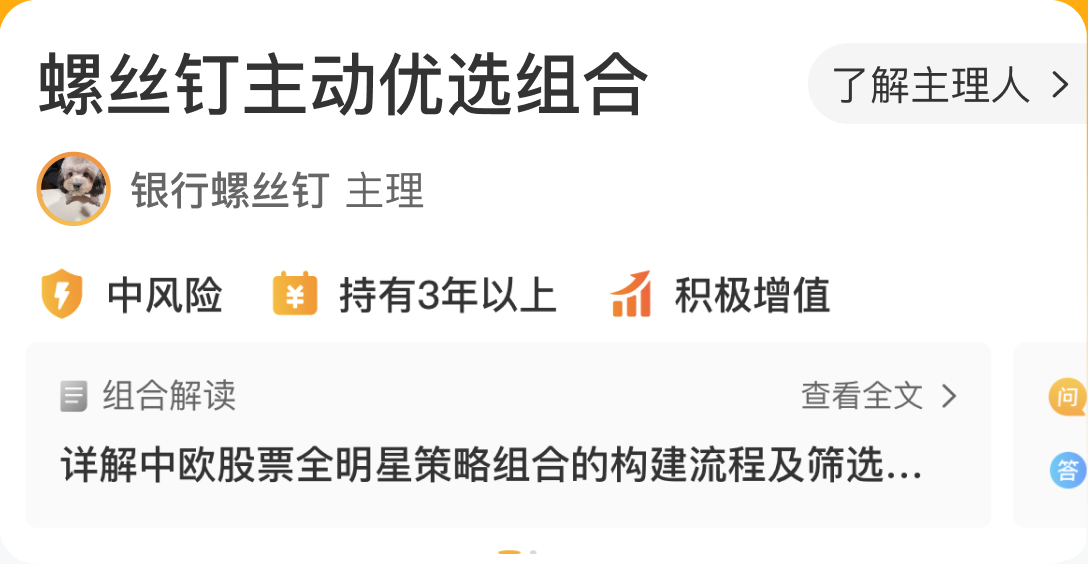 螺丝钉主动优选组合
了解主理人
银行螺丝钉 主理
中风险 持有3年以上 积极增值
组合解读 查看全文
详解中欧股票全明星策略组合的构建流程及筛选...
问
答